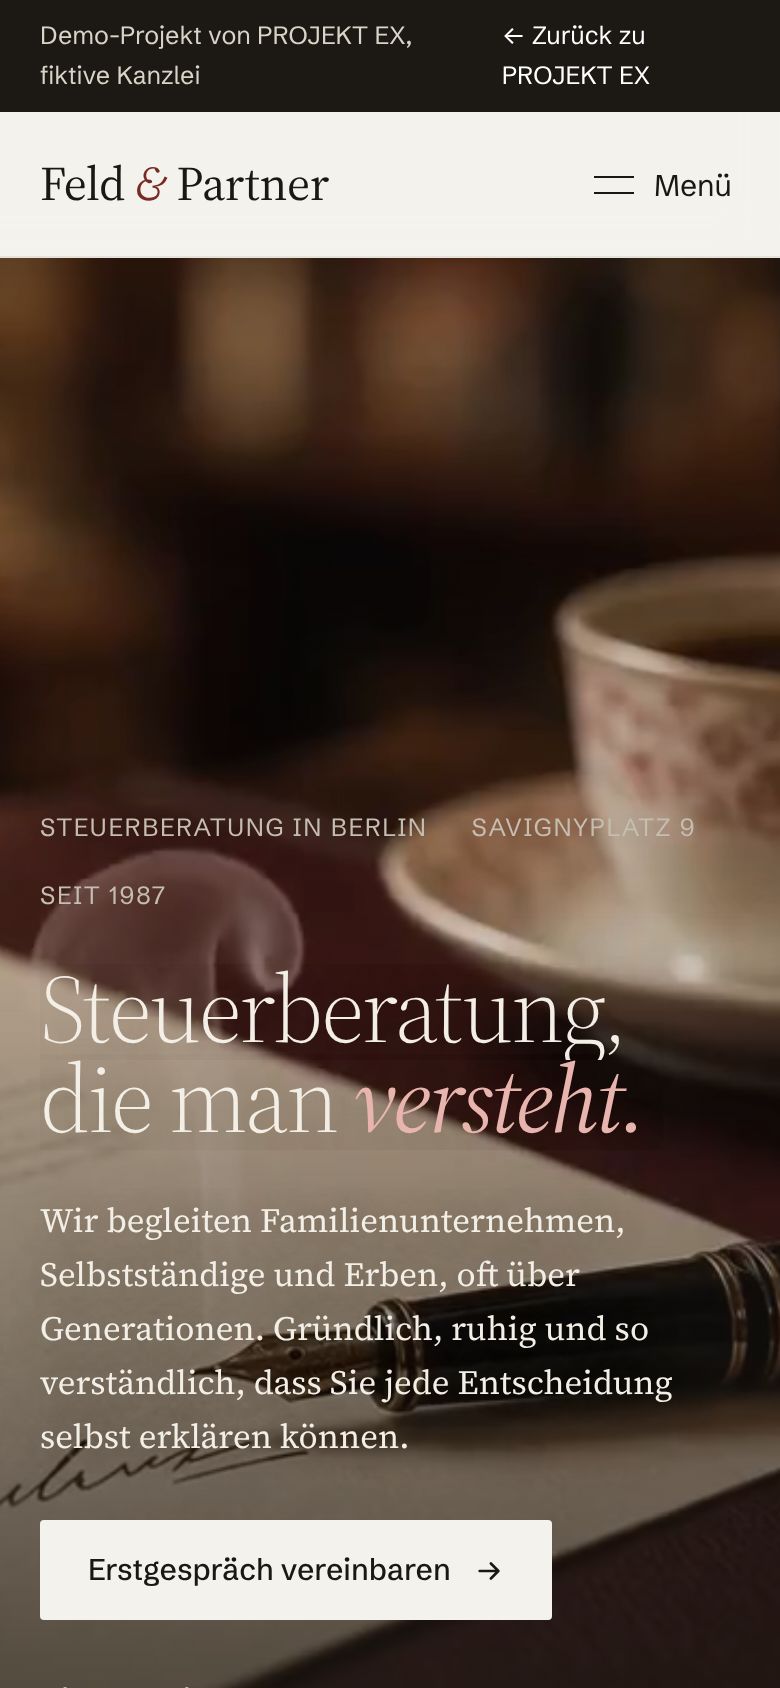 Demo-Projekt von PROJEKT EX,
fiktive Kanzlei
← Zurück zu
PROJEKT EX
Feld & Partner
Menü
STEUERBERATUNG IN BERLIN SAVIGNYPLATZ 9
SEIT 1987
Steuerberatung,
die man versteht.
Wir begleiten Familienunternehmen,
Selbstständige und Erben, oft über
Generationen. Gründlich, ruhig und so
verständlich, dass Sie jede Entscheidung
selbst erklären können.
Erstgespräch vereinbaren →